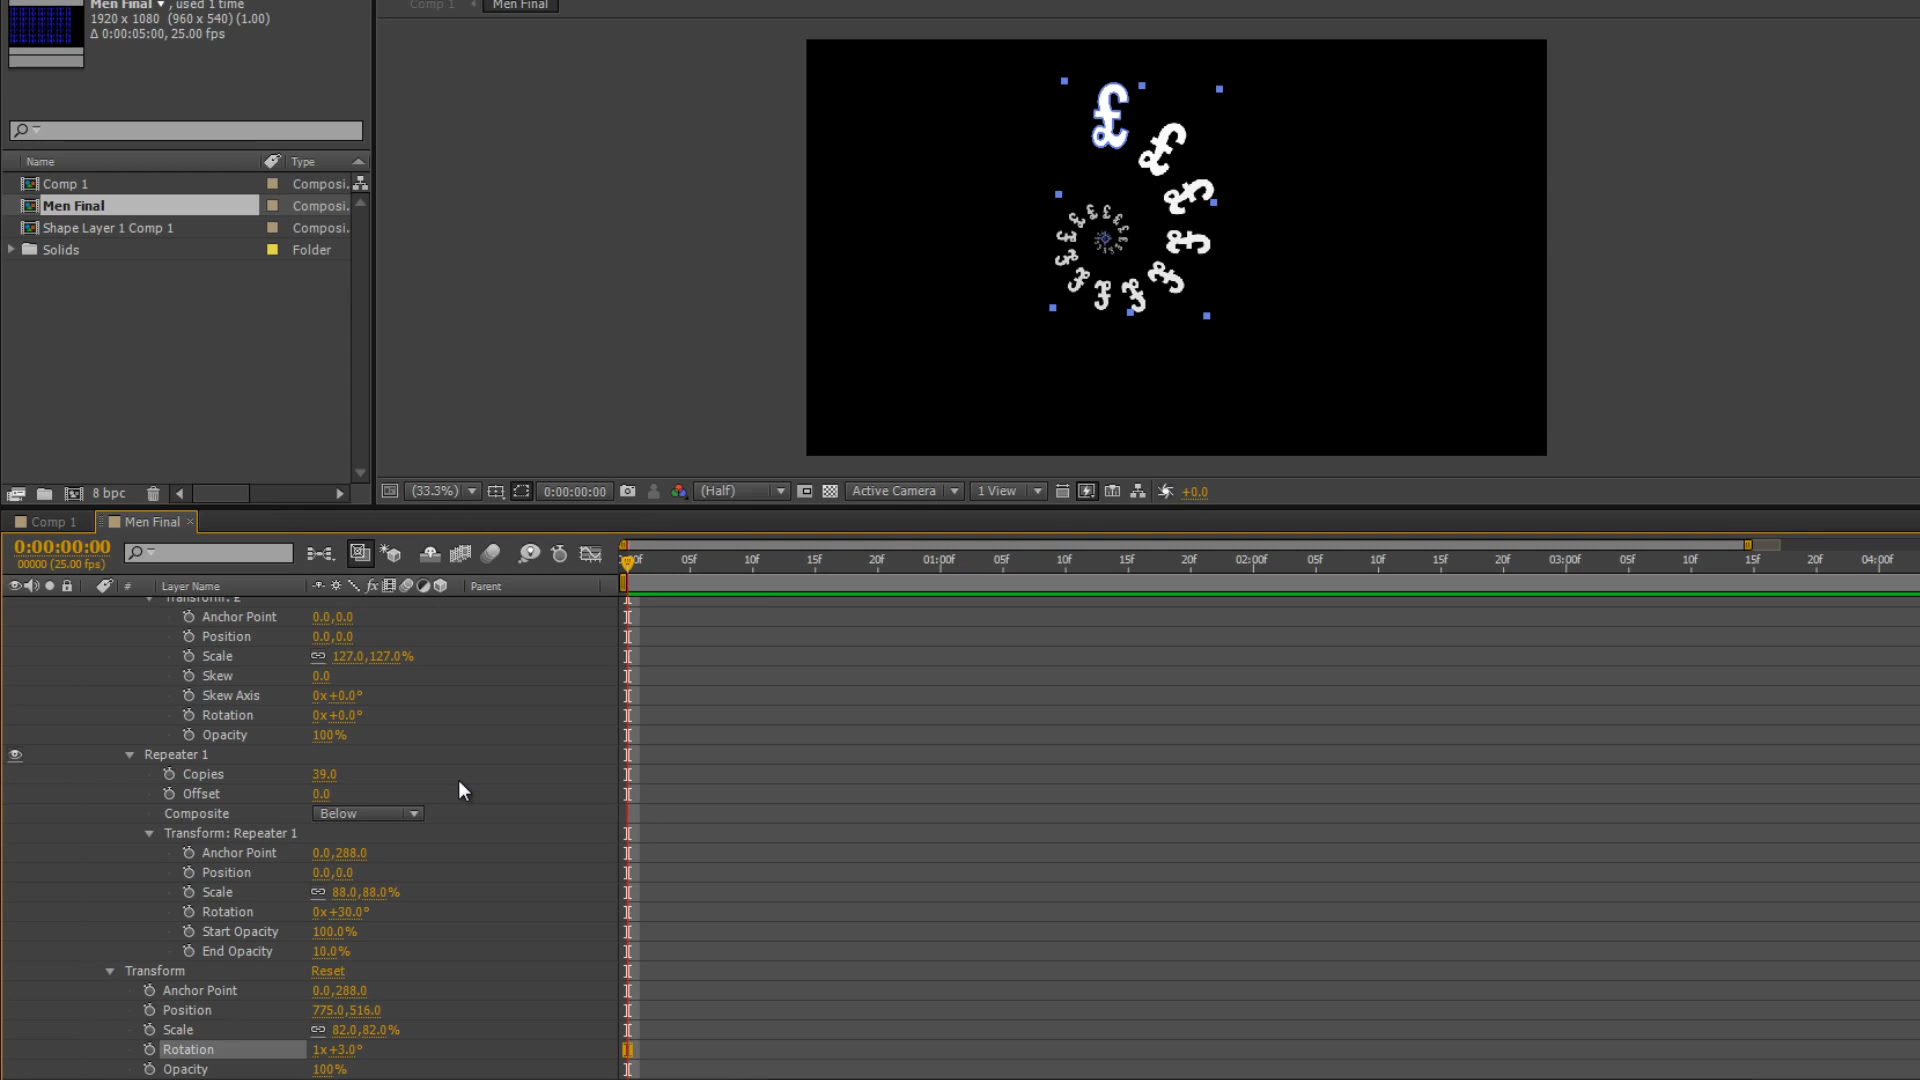 Men Final ▼, used 1 time
1920 x 1080 (960 x 540) (1.00)
Δ 0:00:05:00, 25.00 fps
Comp 1
Men Final
Name
Type
Comp 1
Composi.
Men Final
Composi.
Shape Layer 1 Comp 1
Composi.
Solids
Folder
8 bpc
£
(33.3%)
0:00:00:00
(Half)
Active Camera
1 View
+0.0
Comp 1
Men Final
0:00:00:00
00000 (25.00 fps)
# Layer Name
Parent
05f 10f 15f 20f 01:00f 05f 10f 15f 20f 02:00f 05f 10f 15f 20f 03:00f 05f 10f 15f 20f 04:00f
Anchor Point 0.0,0.0
Position 0.0,0.0
Scale 127.0,127.0%
Skew 0.0
Skew Axis 0x+0.0°
Rotation 0x+0.0°
Opacity 100%
Repeater 1
Copies 39.0
Offset 0.0
Composite Below
Transform: Repeater 1
Anchor Point 0.0,288.0
Position 0.0,0.0
Scale 88.0,88.0%
Rotation 0x+30.0°
Start Opacity 100.0%
End Opacity 10.0%
Transform Reset
Anchor Point 0.0,288.0
Position 775.0,516.0
Scale 82.0,82.0%
Rotation 1x+3.0°
Opacity 100%